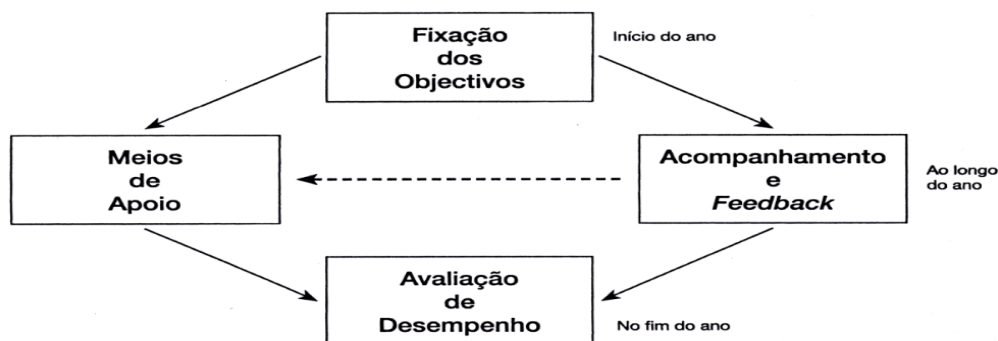 Fixação
dos
Objectivos
Início do ano
Meios
de
Apoio
Acompanhamento
e
Feedback
Ao longo
do ano
Avaliação
de
Desempenho
No fim do ano